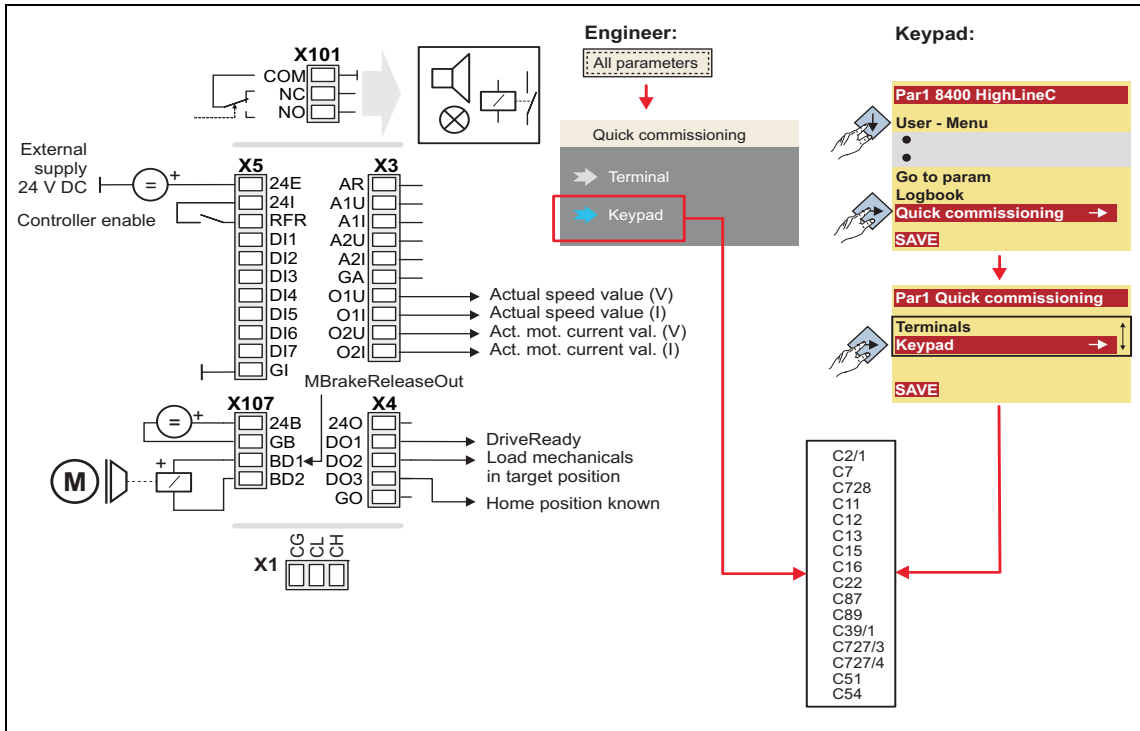 X101
COM
NC
NO
External
supply
24 V DC
=
+
Controller enable
X5
24E
24I
RFR
DI1
DI2
DI3
DI4
DI5
DI6
DI7
GI
X3
AR
A1U
A1I
A2U
A2I
GA
O1U
O1I
O2U
O2I
Actual speed value (V)
Actual speed value (I)
Act. mot. current val. (V)
Act. mot. current val. (I)
MBrakeReleaseOut
X107
=
+
24B
GB
BD1
BD2
M
+
X4
24O
DO1
DO2
DO3
GO
DriveReady
Load mechanicals
in target position
Home position known
X1
CG
CL
CH
Engineer:
All parameters
Quick commissioning
Terminal
Keypad
Keypad:
Par1 8400 HighLineC
User - Menu
Go to param
Logbook
Quick commissioning
SAVE
Par1 Quick commissioning
Terminals
Keypad
SAVE
C2/1
C7
C728
C11
C12
C13
C15
C16
C22
C87
C89
C39/1
C727/3
C727/4
C51
C54